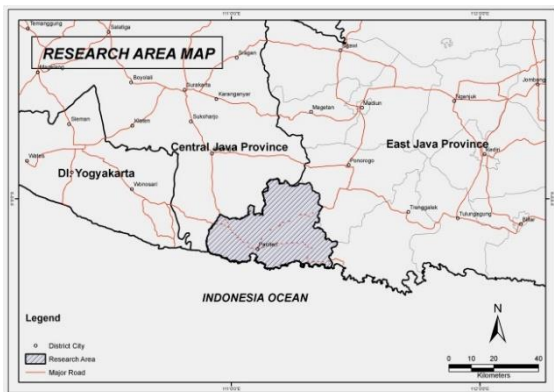 RESEARCH AREA MAP
Temanggung
Salatiga
Sragen
Ngawi
Boyolali
Surakarta
Karanganyar
Magetan
Madiun
Nganjuk
Jombang
Sleman
Klaten
Sukoharjo
Central Java Province
East Java Province
Kediri
Wates
DI. Yogyakarta
Wonosari
Ponorogo
Trenggalek
Tulungagung
Blitar
Pacitan
INDONESIA OCEAN
Legend
District City
Research Area
Major Road
N
0 10 20 40
Kilometers